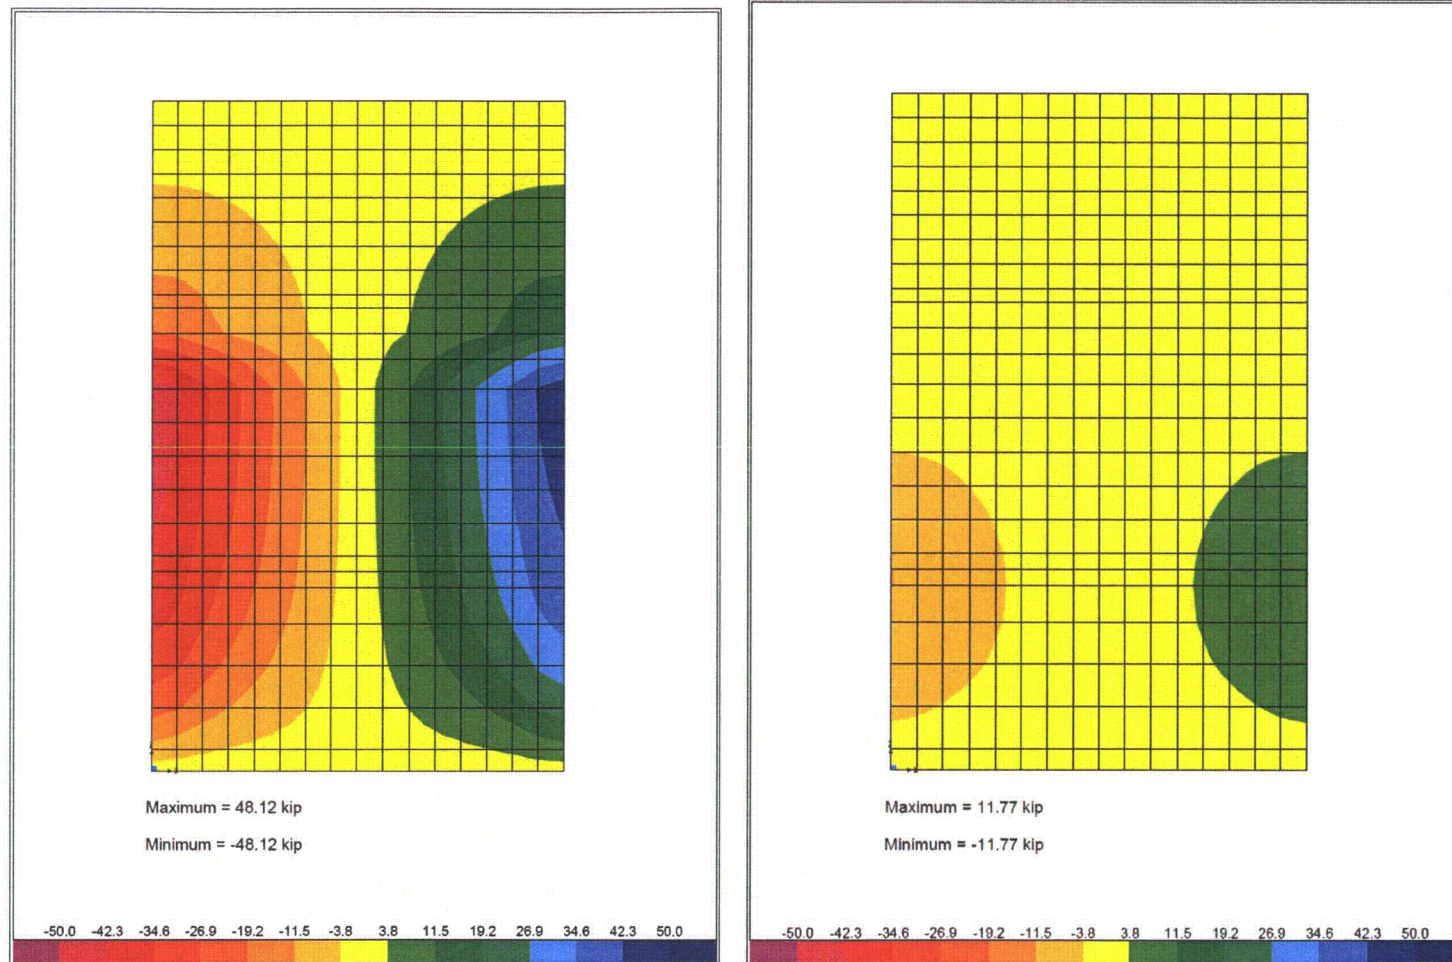 Maximum = 48.12 kip
Minimum = -48.12 kip
-50.0 -42.3 -34.6 -26.9 -19.2 -11.5 -3.8 3.8 11.5 19.2 26.9 34.6 42.3 50.0
Maximum = 11.77 kip
Minimum = -11.77 kip
-50.0 -42.3 -34.6 -26.9 -19.2 -11.5 -3.8 3.8 11.5 19.2 26.9 34.6 42.3 50.0